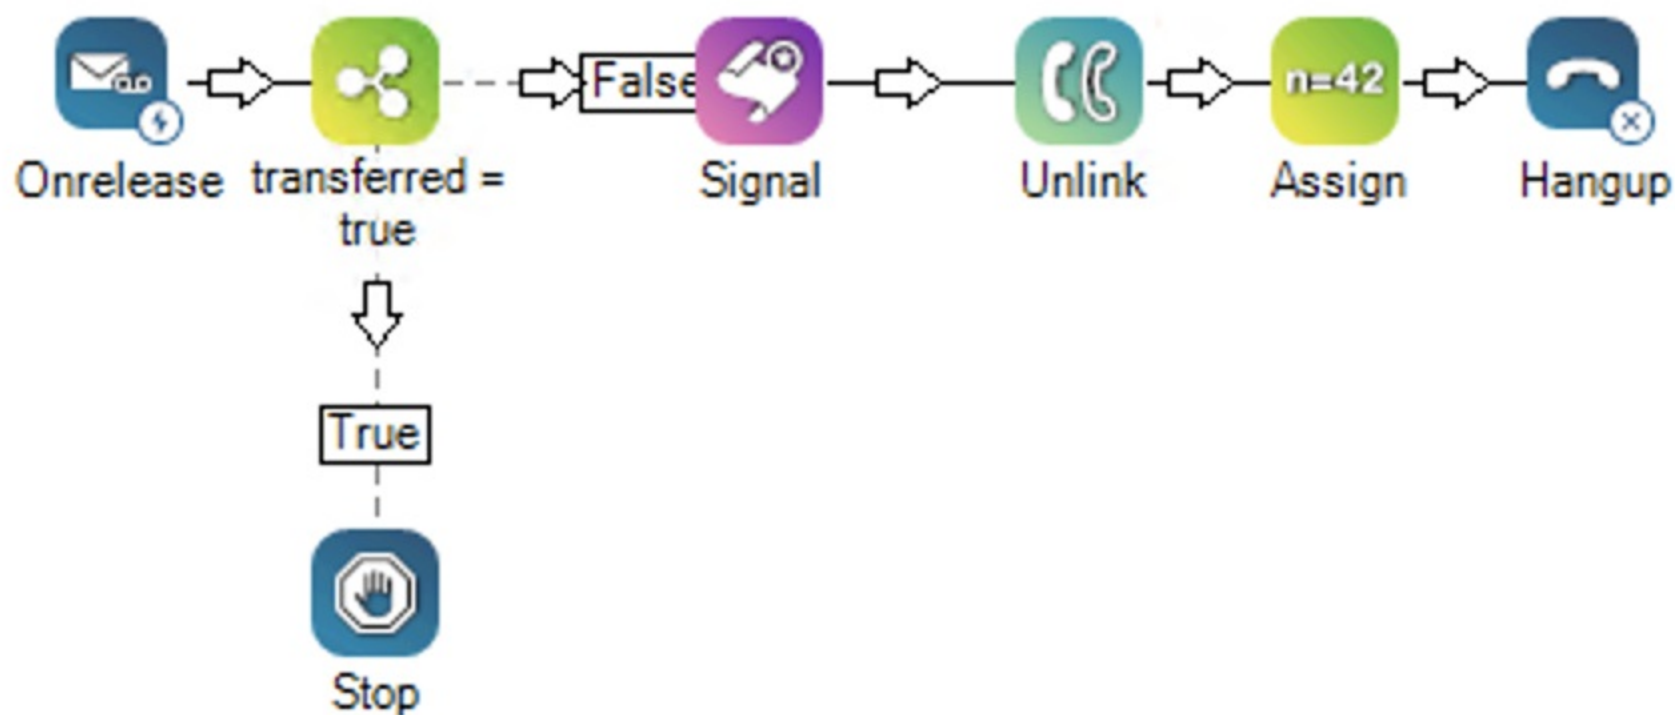 False
n=42
Onrelease
transferred =
true
Signal
Unlink
Assign
Hangup
True
Stop